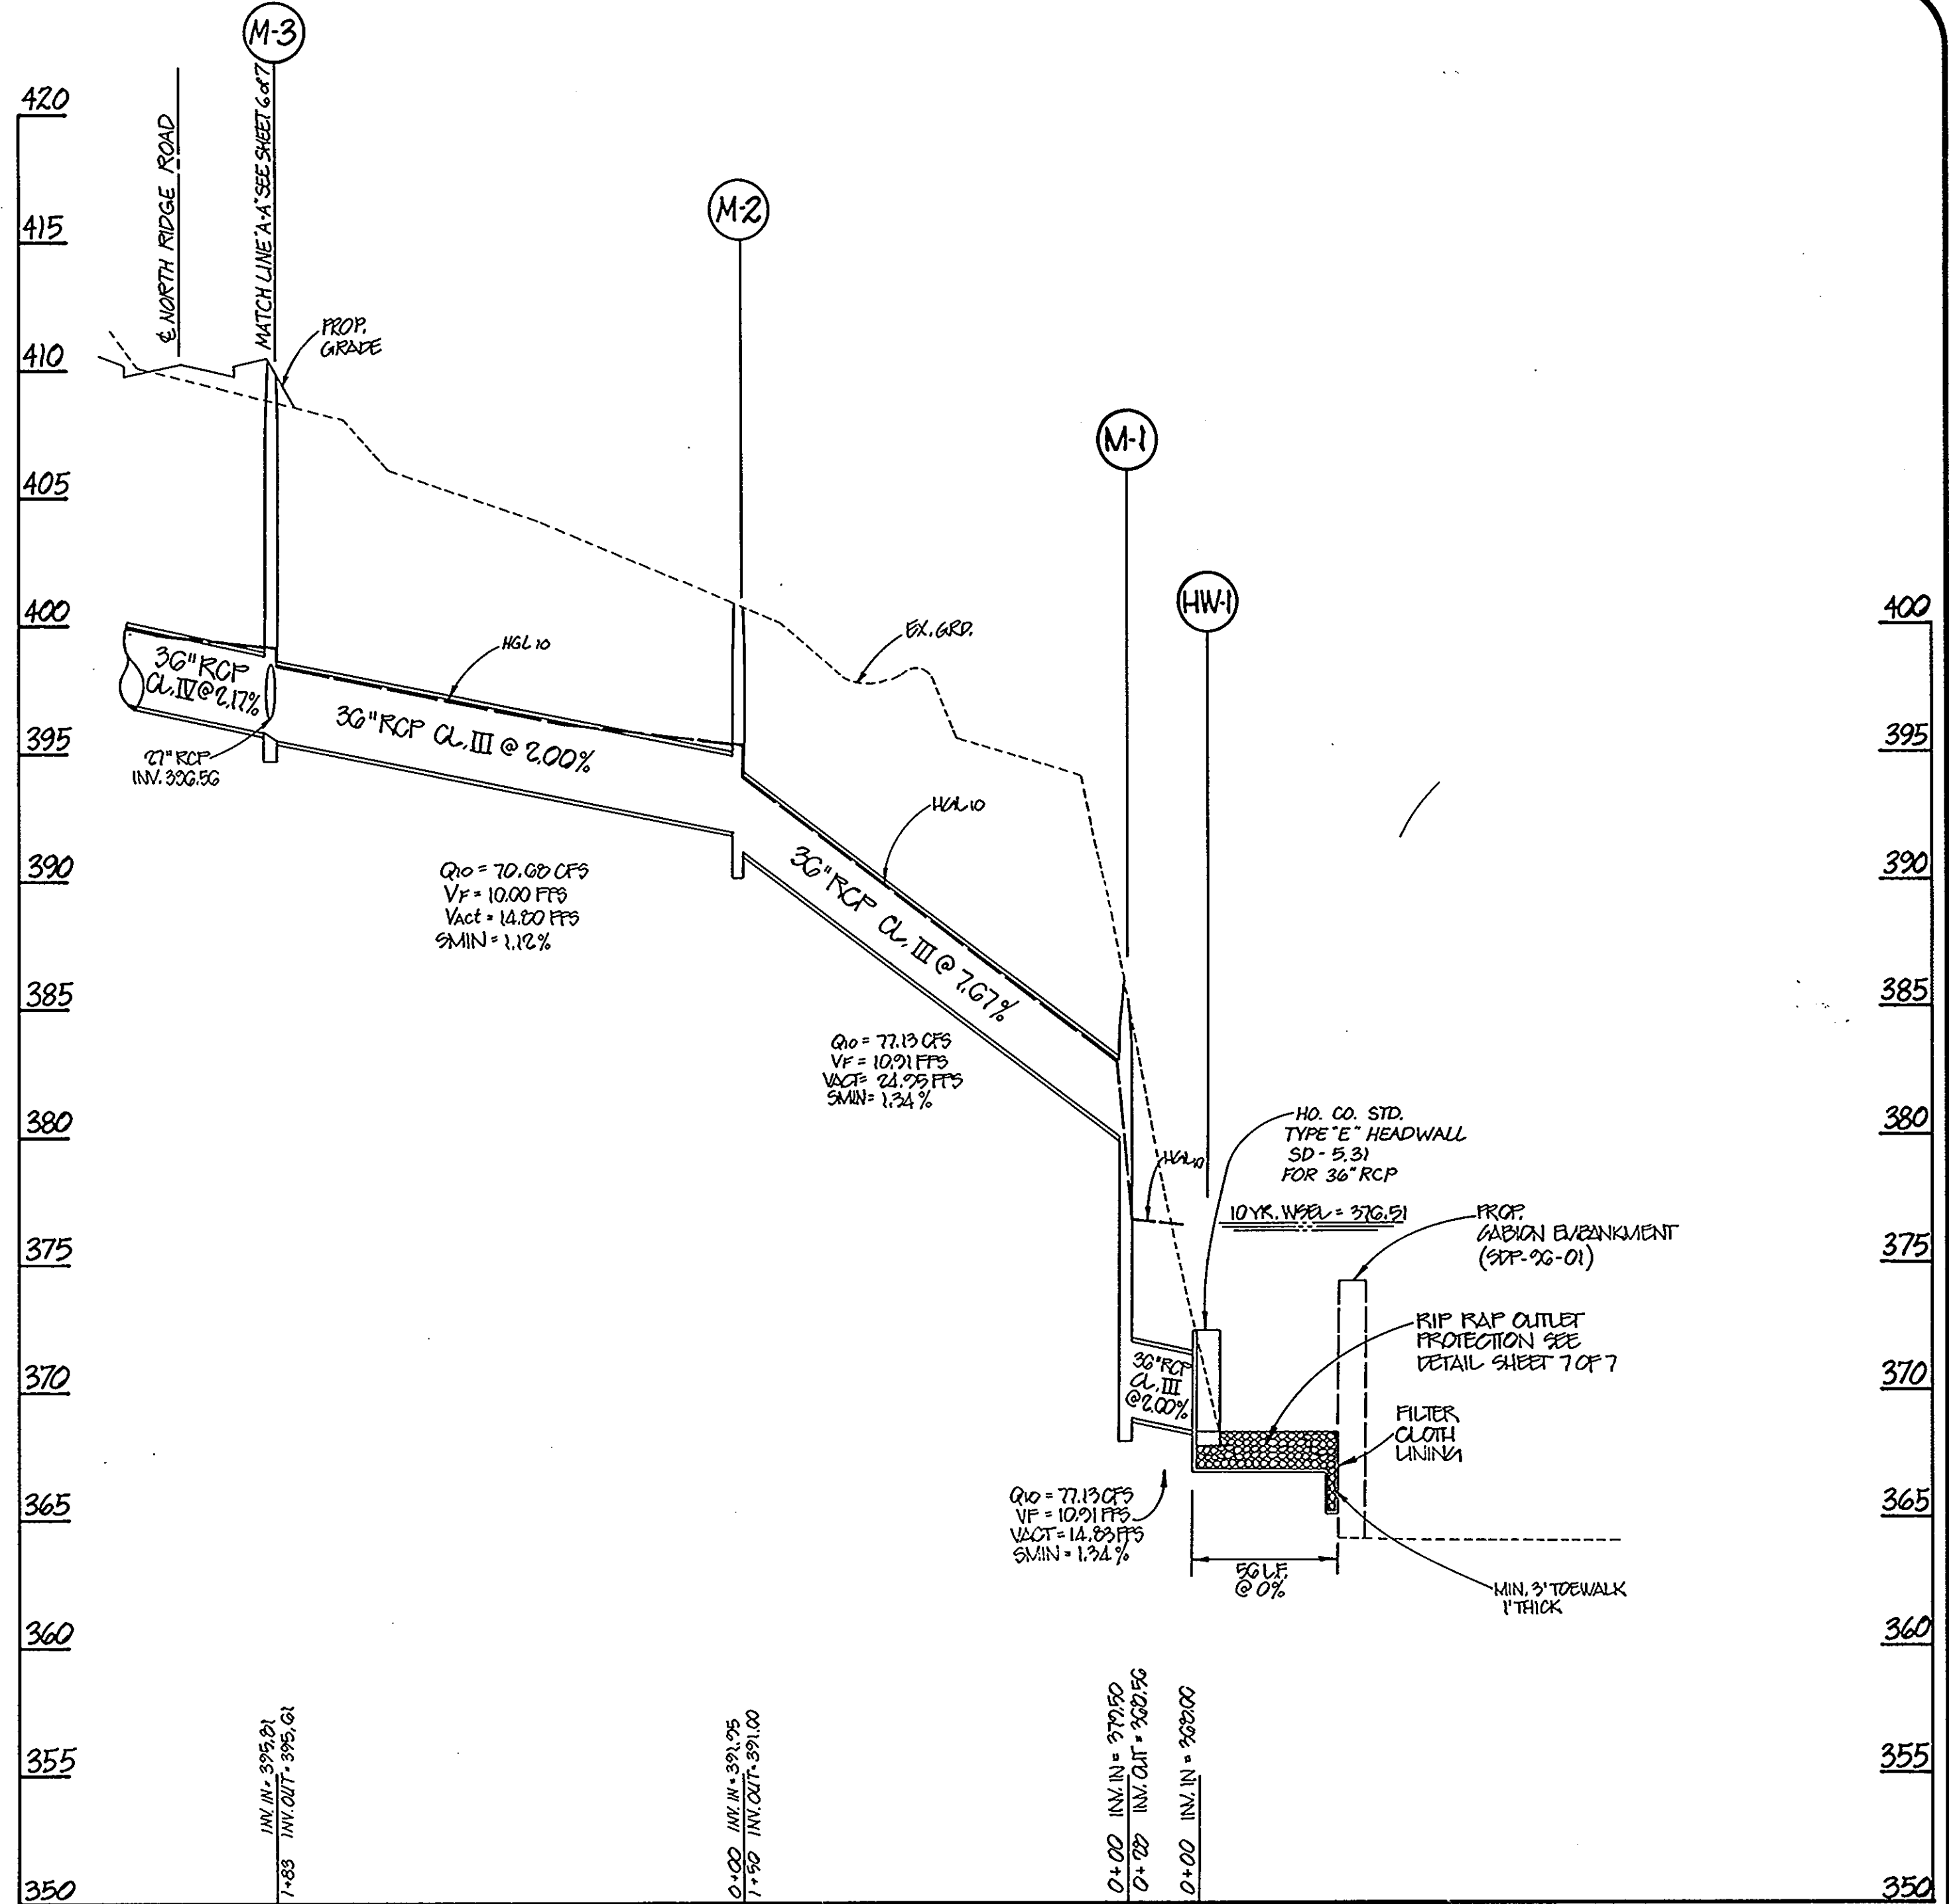 M-3
M-2
M-1
HW-1
420
415
410
405
400
395
390
385
380
375
370
365
360
355
350
℄ NORTH RIDGE ROAD
MATCH LINE "A-A" SEE SHEET 6 OF 7
PROP.
GRADE
HGL 10
EX. GRD.
36" RCP
CL. IV @ 2.17%
36" RCP CL. III @ 2.00%
27" RCP
INV. 396.56
HGL 10
36" RCP CL. III @ 7.67%
Q10 = 70.68 CFS
VF = 10.00 FPS
VAct = 14.80 FPS
SMIN = 1.12%
Q10 = 77.13 CFS
VF = 10.91 FPS
VACT = 24.95 FPS
SMIN = 1.34%
HGL 10
HO. CO. STD.
TYPE "E" HEADWALL
SD - 5.31
FOR 36" RCP
10 YR. WSEL = 376.51
PROP.
GABION EMBANKMENT
(SDP-96-01)
RIP RAP OUTLET
PROTECTION SEE
DETAIL SHEET 7 OF 7
36" RCP
CL. III
@ 2.00%
FILTER
CLOTH
LINING
Q10 = 77.13 CFS
VF = 10.91 FPS
VACT = 14.83 FPS
SMIN = 1.34%
56 L.F.
@ 0%
MIN. 3' TOEWALK
1' THICK
INV. IN = 395.81
1+83 INV. OUT = 395.61
0+00 INV. IN = 391.95
1+50 INV. OUT = 391.00
0+00 INV. IN = 379.50
0+28 INV. OUT = 368.56
0+00 INV. IN = 368.00
400
395
390
385
380
375
370
365
360
355
350